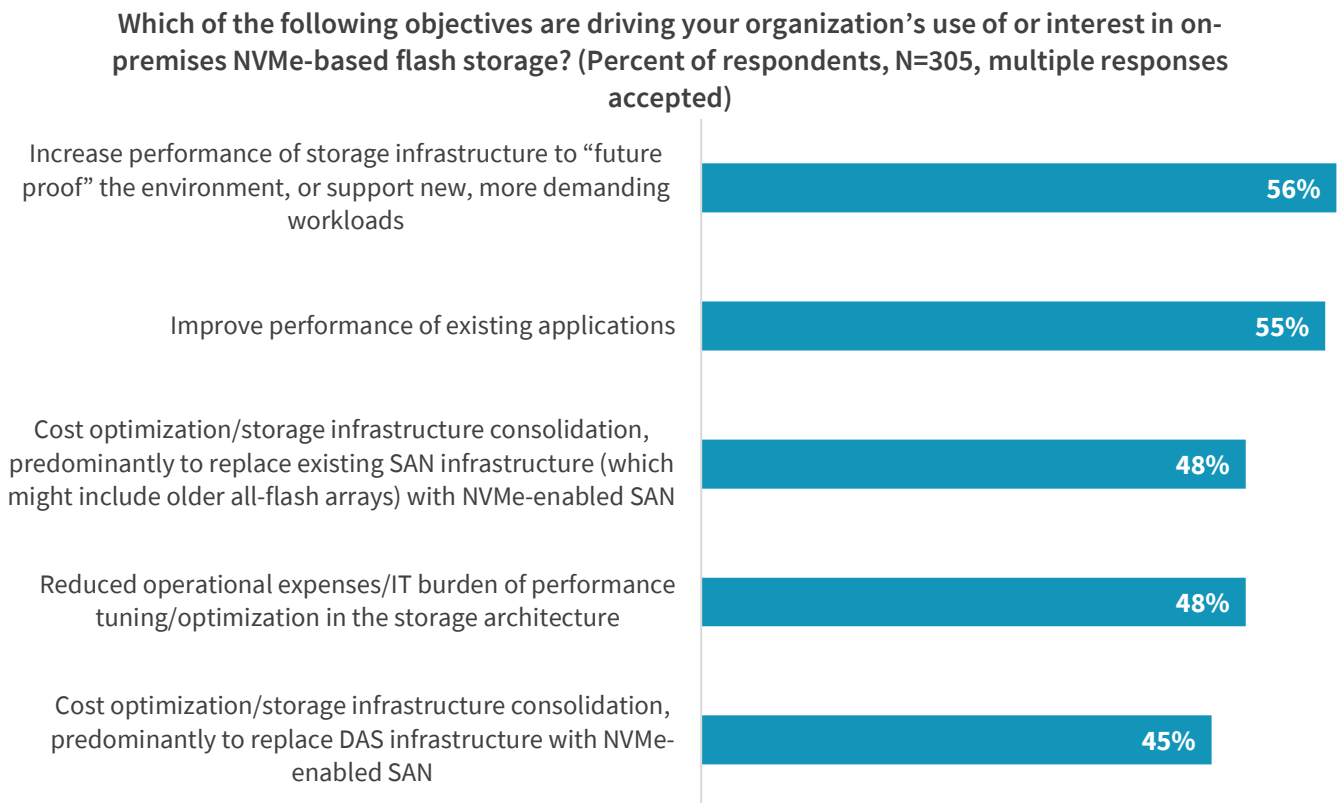 Which of the following objectives are driving your organization’s use of or interest in on-
premises NVMe-based flash storage? (Percent of respondents, N=305, multiple responses
accepted)
Increase performance of storage infrastructure to “future
proof” the environment, or support new, more demanding
workloads
56%
Improve performance of existing applications
55%
Cost optimization/storage infrastructure consolidation,
predominantly to replace existing SAN infrastructure (which
might include older all-flash arrays) with NVMe-enabled SAN
48%
Reduced operational expenses/IT burden of performance
tuning/optimization in the storage architecture
48%
Cost optimization/storage infrastructure consolidation,
predominantly to replace DAS infrastructure with NVMe-
enabled SAN
45%